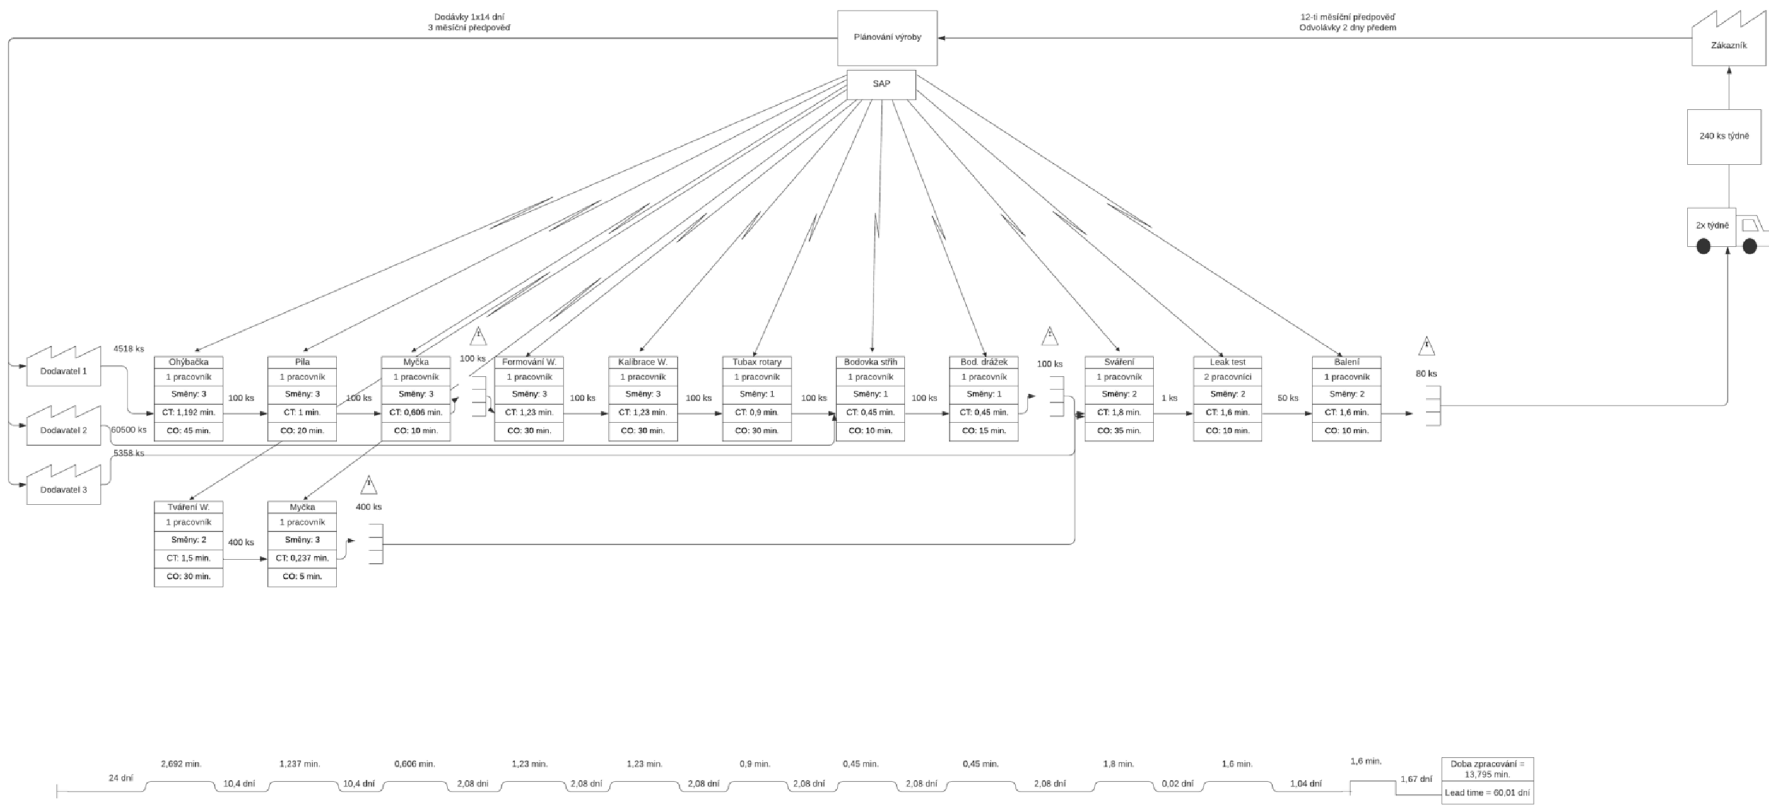 Dodávky 1x14 dní
3 měsíční předpověď
Plánování výroby
SAP
12-ti měsíční předpověď
Odvolávky 2 dny předem
Zákazník
240 ks týdně
2x týdně
Dodavatel 1
4518 ks
Dodavatel 2
60500 ks
Dodavatel 3
5358 ks
Ohýbačka
1 pracovník
Směny: 3
CT: 1,192 min.
CO: 45 min.
100 ks
Pila
1 pracovník
Směny: 3
CT: 1 min.
CO: 20 min.
100 ks
Myčka
1 pracovník
Směny: 3
CT: 0,606 min.
CO: 10 min.
100 ks
Formování W.
1 pracovník
Směny: 3
CT: 1,23 min.
CO: 30 min.
100 ks
Kalibrace W.
1 pracovník
Směny: 3
CT: 1,23 min.
CO: 30 min.
100 ks
Tubax rotary
1 pracovník
Směny: 1
CT: 0,9 min.
CO: 30 min.
100 ks
Bodovka střih
1 pracovník
Směny: 1
CT: 0,45 min.
CO: 10 min.
100 ks
Bod. drážek
1 pracovník
Směny: 1
CT: 0,45 min.
CO: 15 min.
100 ks
Sváření
1 pracovník
Směny: 2
CT: 1,8 min.
CO: 35 min.
1 ks
Leak test
2 pracovníci
Směny: 2
CT: 1,6 min.
CO: 10 min.
50 ks
Balení
1 pracovník
Směny: 2
CT: 1,6 min.
CO: 10 min.
80 ks
Tváření W.
1 pracovník
Směny: 2
CT: 1,5 min.
CO: 30 min.
400 ks
Myčka
1 pracovník
Směny: 3
CT: 0,237 min.
CO: 5 min.
400 ks
24 dní
2,692 min.
10,4 dní
1,237 min.
10,4 dní
0,606 min.
2,08 dní
1,23 min.
2,08 dní
1,23 min.
2,08 dní
0,9 min.
2,08 dní
0,45 min.
2,08 dní
0,45 min.
2,08 dní
1,8 min.
0,02 dní
1,6 min.
1,04 dní
1,6 min.
1,67 dní
Doba zpracování =
13,795 min.
Lead time = 60,01 dní